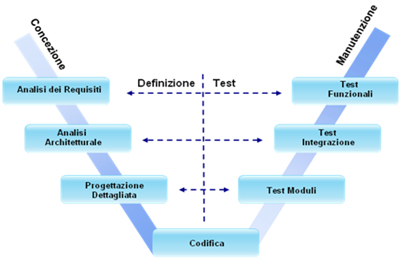 Concezione
Manutenzione
Analisi dei Requisiti
Definizione
Test
Test
Funzionali
Analisi
Architetturale
Test
Integrazione
Progettazione
Dettagliata
Test Moduli
Codifica